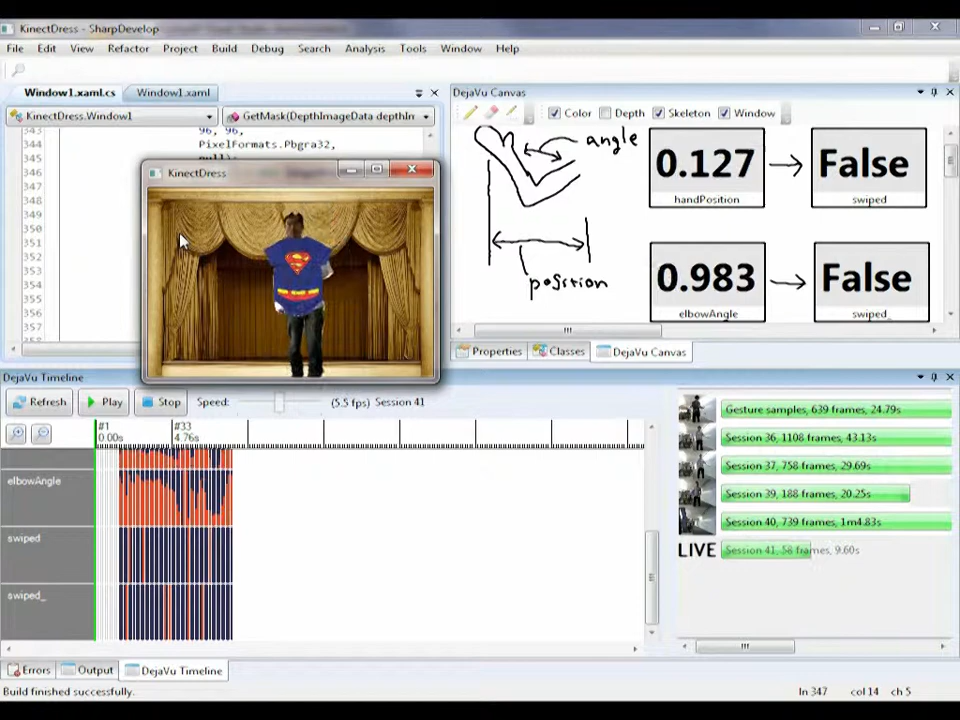 KinectDress - SharpDevelop
File Edit View Refactor Project Build Debug Search Analysis Tools Window Help
Window1.xaml.cs Window1.xaml
DejaVu Canvas
KinectDress.Window1 GetMask(DepthImageData depthIm
Color Depth Skeleton Window
343 96, 96,
344 PixelFormats.Pbgra32,
345 null);
346
347
348
349
350
351
352
353
354
355
356
357
KinectDress
angle
position
0.127
handPosition
False
swiped
0.983
elbowAngle
False
swiped_
Properties Classes DejaVu Canvas
DejaVu Timeline
Refresh Play Stop Speed: (5.5 fps) Session 41
#1 #33
0.00s 4.76s
elbowAngle
swiped
swiped_
Gesture samples, 639 frames, 24.79s
Session 36, 1108 frames, 43.13s
Session 37, 758 frames, 29.69s
Session 39, 188 frames, 20.25s
Session 40, 739 frames, 1m4.83s
LIVE Session 41, 58 frames, 9.60s
Errors Output DejaVu Timeline
Build finished successfully. ln 347 col 14 ch 5